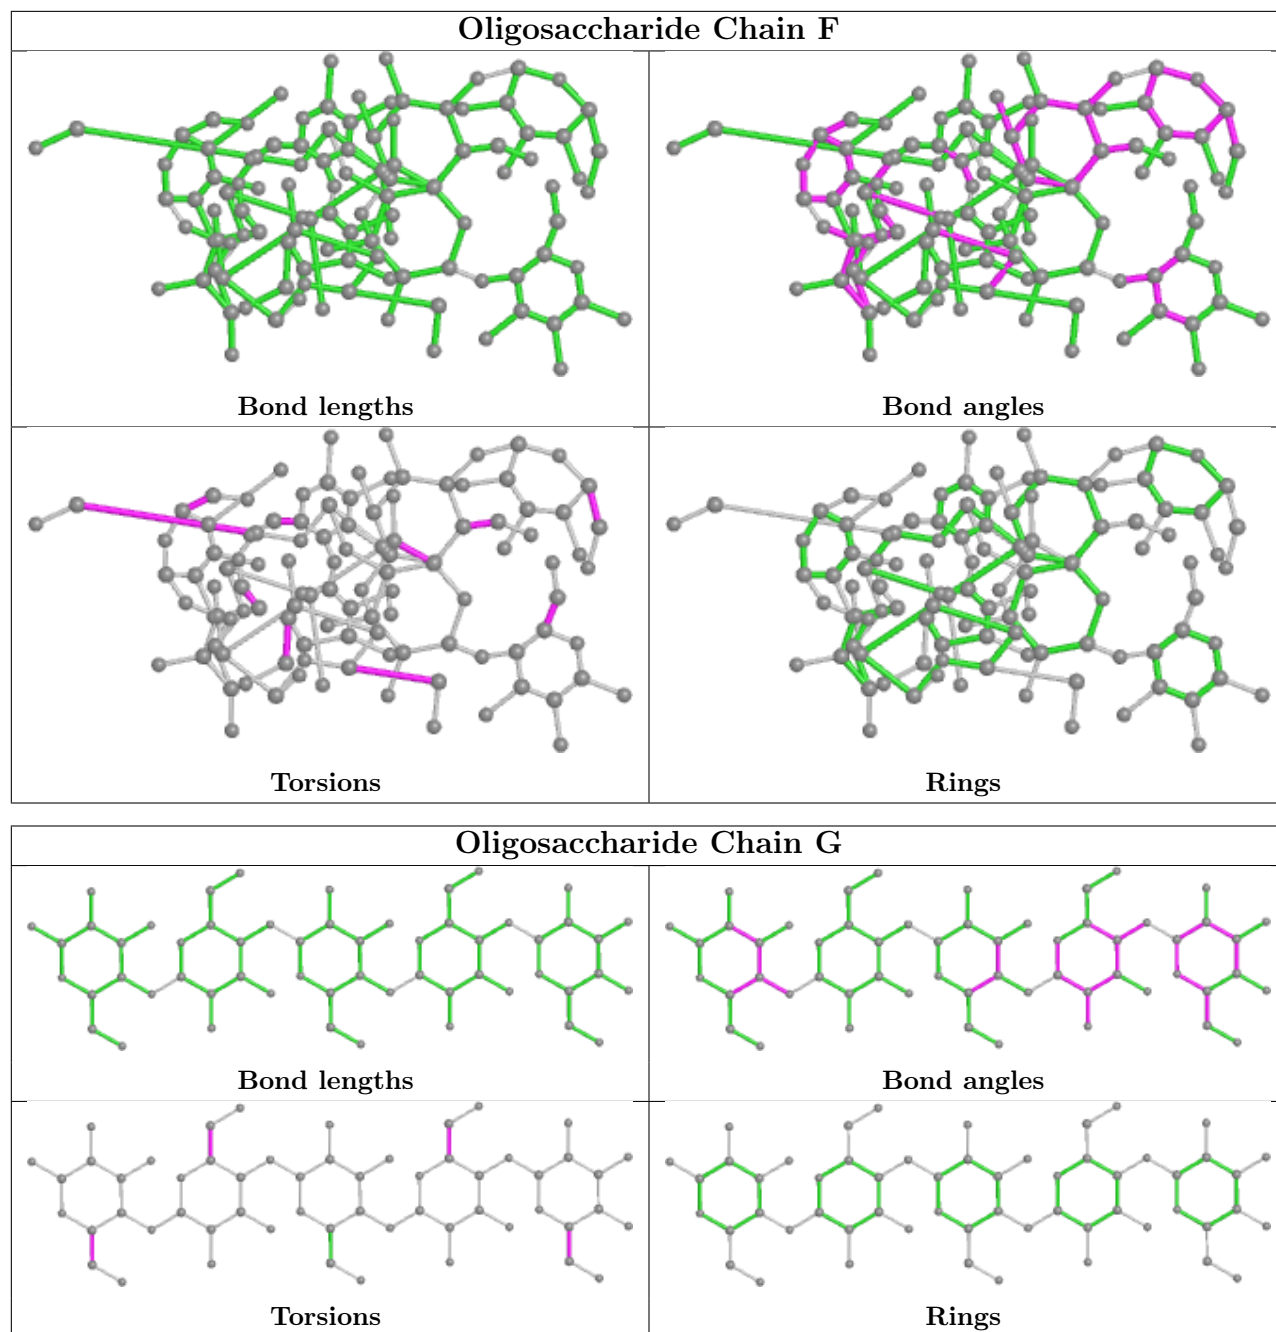 Oligosaccharide Chain F
Bond lengths
Bond angles
Torsions
Rings
Oligosaccharide Chain G
Bond lengths
Bond angles
Torsions
Rings